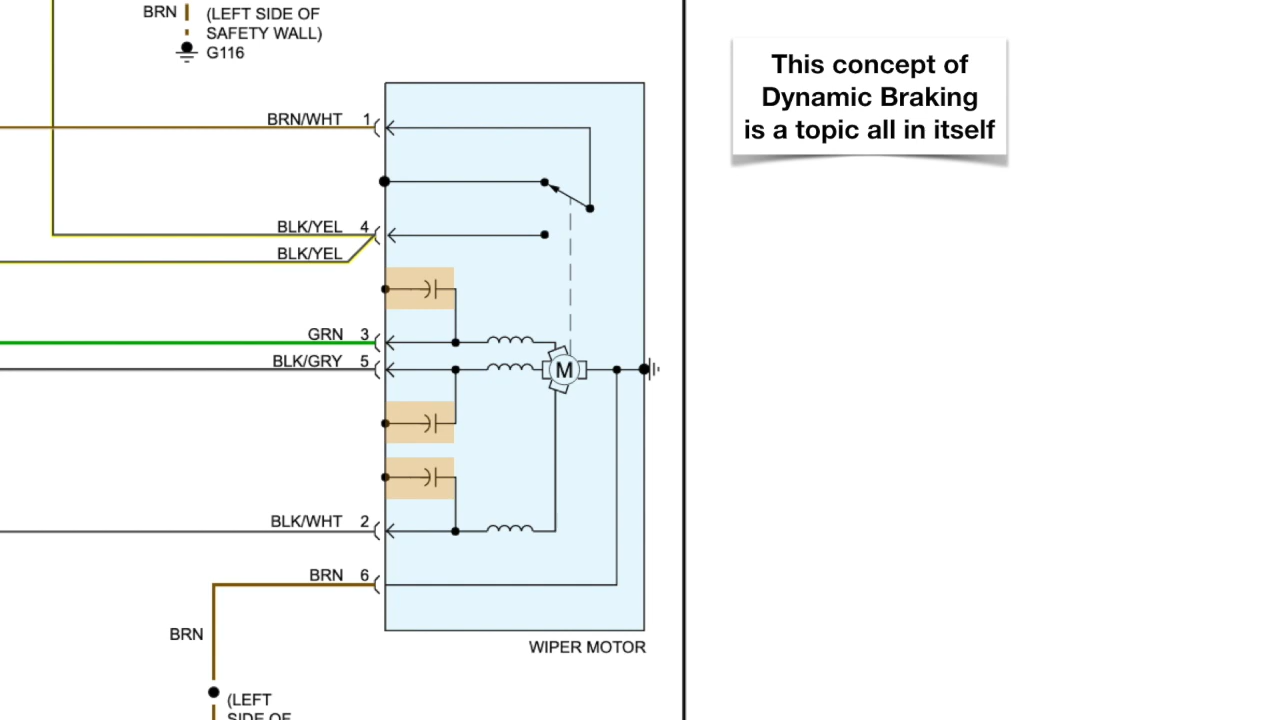 BRN
(LEFT SIDE OF
SAFETY WALL)
G116
This concept of
Dynamic Braking
is a topic all in itself
BRN/WHT 1
BLK/YEL 4
BLK/YEL
GRN 3
BLK/GRY 5
M
BLK/WHT 2
BRN 6
BRN
WIPER MOTOR
(LEFT
SIDE OF